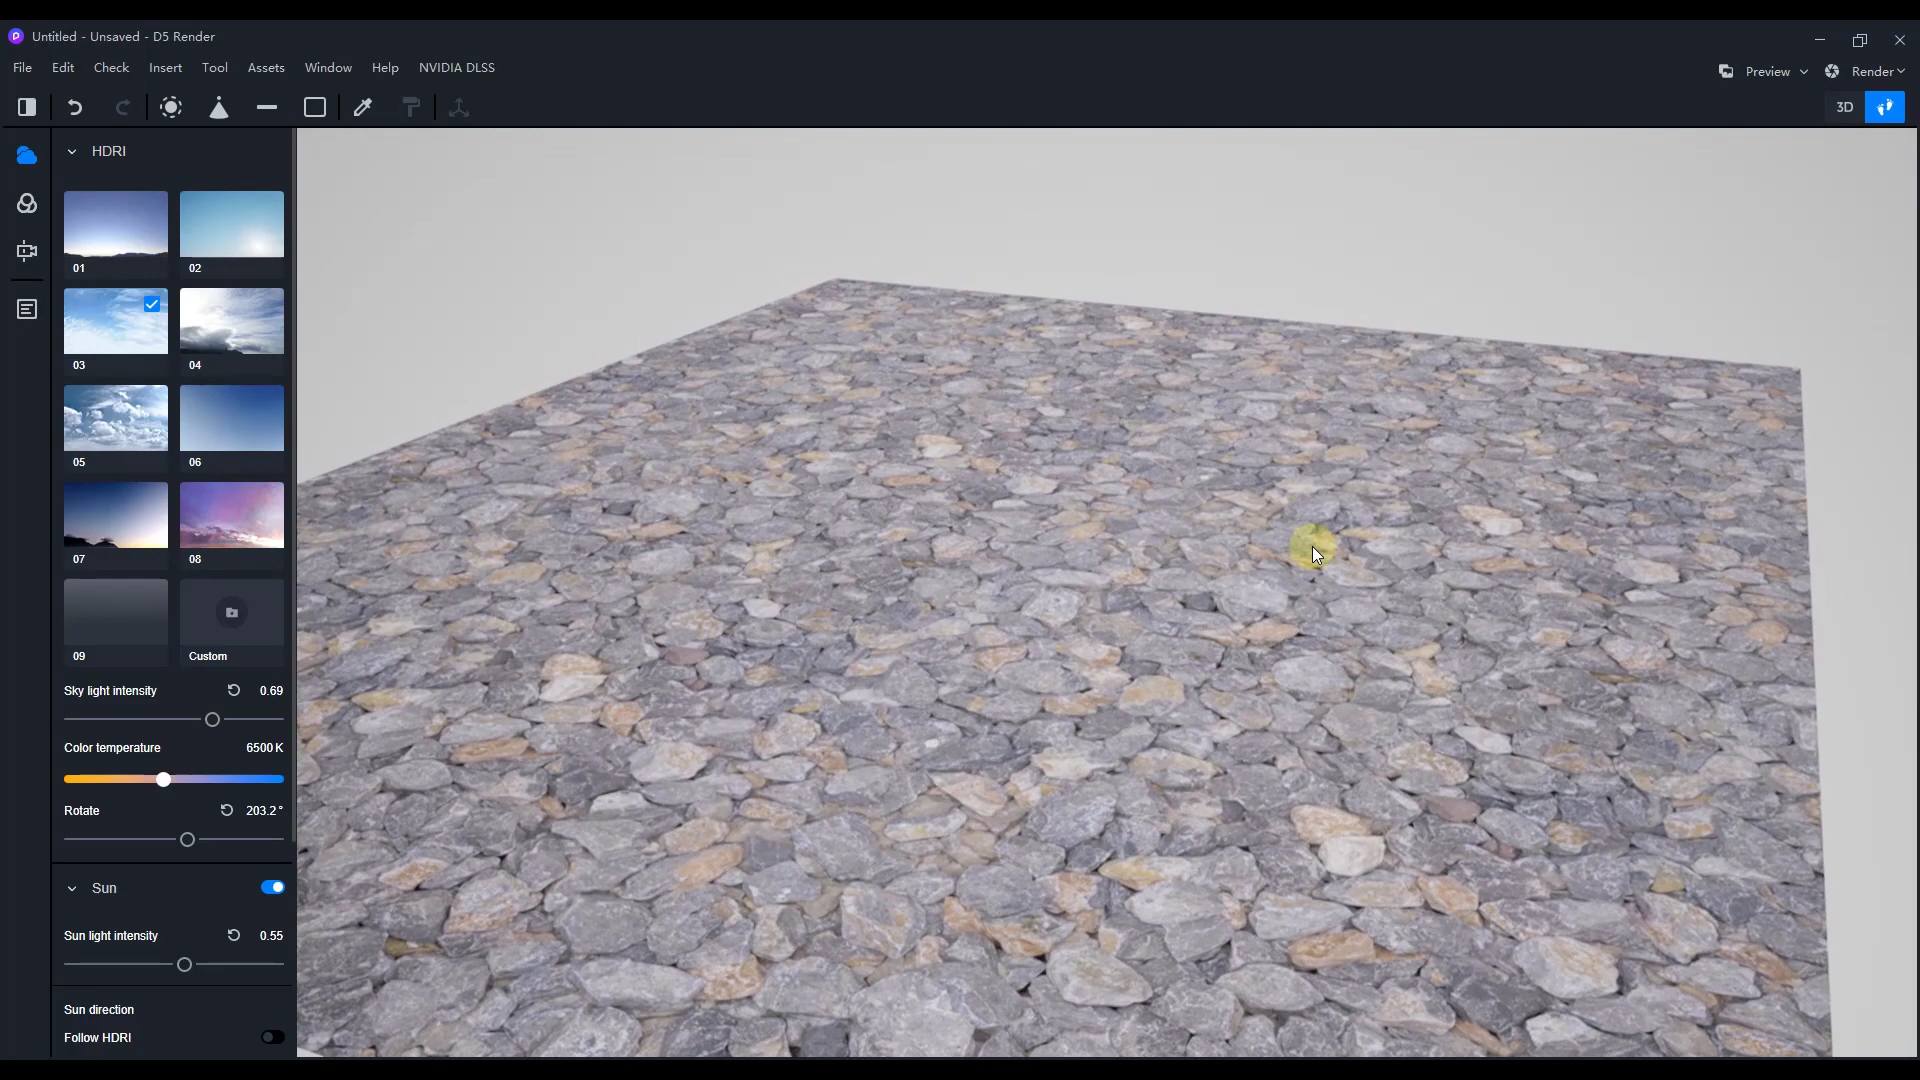 Untitled - Unsaved - D5 Render
File Edit Check Insert Tool Assets Window Help NVIDIA DLSS
Preview Render
3D
HDRI
01 02
03 04
05 06
07 08
09 Custom
Sky light intensity 0.69
Color temperature 6500 K
Rotate 203.2°
Sun
Sun light intensity 0.55
Sun direction
Follow HDRI